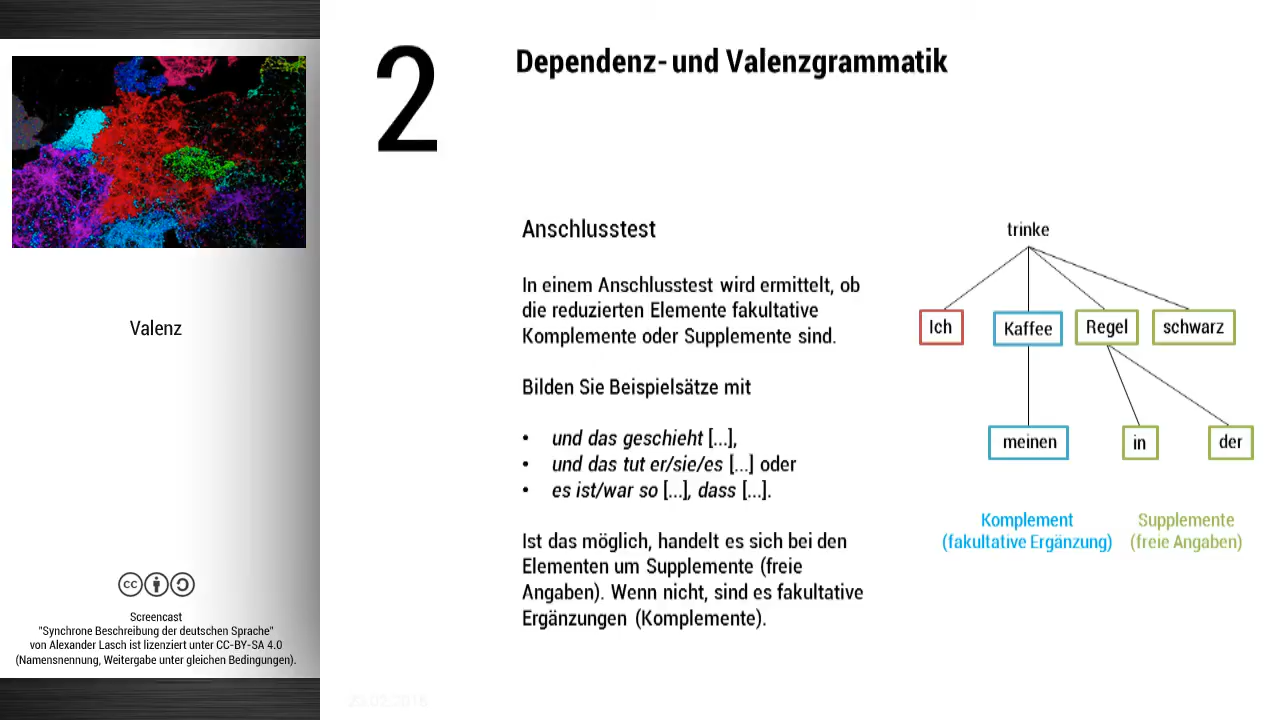 2
Dependenz- und Valenzgrammatik
Valenz
Anschlusstest
In einem Anschlusstest wird ermittelt, ob
die reduzierten Elemente fakultative
Komplemente oder Supplemente sind.
Bilden Sie Beispielsätze mit
• und das geschieht [...],
• und das tut er/sie/es [...] oder
• es ist/war so [...], dass [...].
Ist das möglich, handelt es sich bei den
Elementen um Supplemente (freie
Angaben). Wenn nicht, sind es fakultative
Ergänzungen (Komplemente).
trinke
Ich Kaffee Regel schwarz
meinen in der
Komplement
(fakultative Ergänzung)
Supplemente
(freie Angaben)
cc
Screencast
"Synchrone Beschreibung der deutschen Sprache"
von Alexander Lasch ist lizenziert unter CC-BY-SA 4.0
(Namensnennung, Weitergabe unter gleichen Bedingungen).